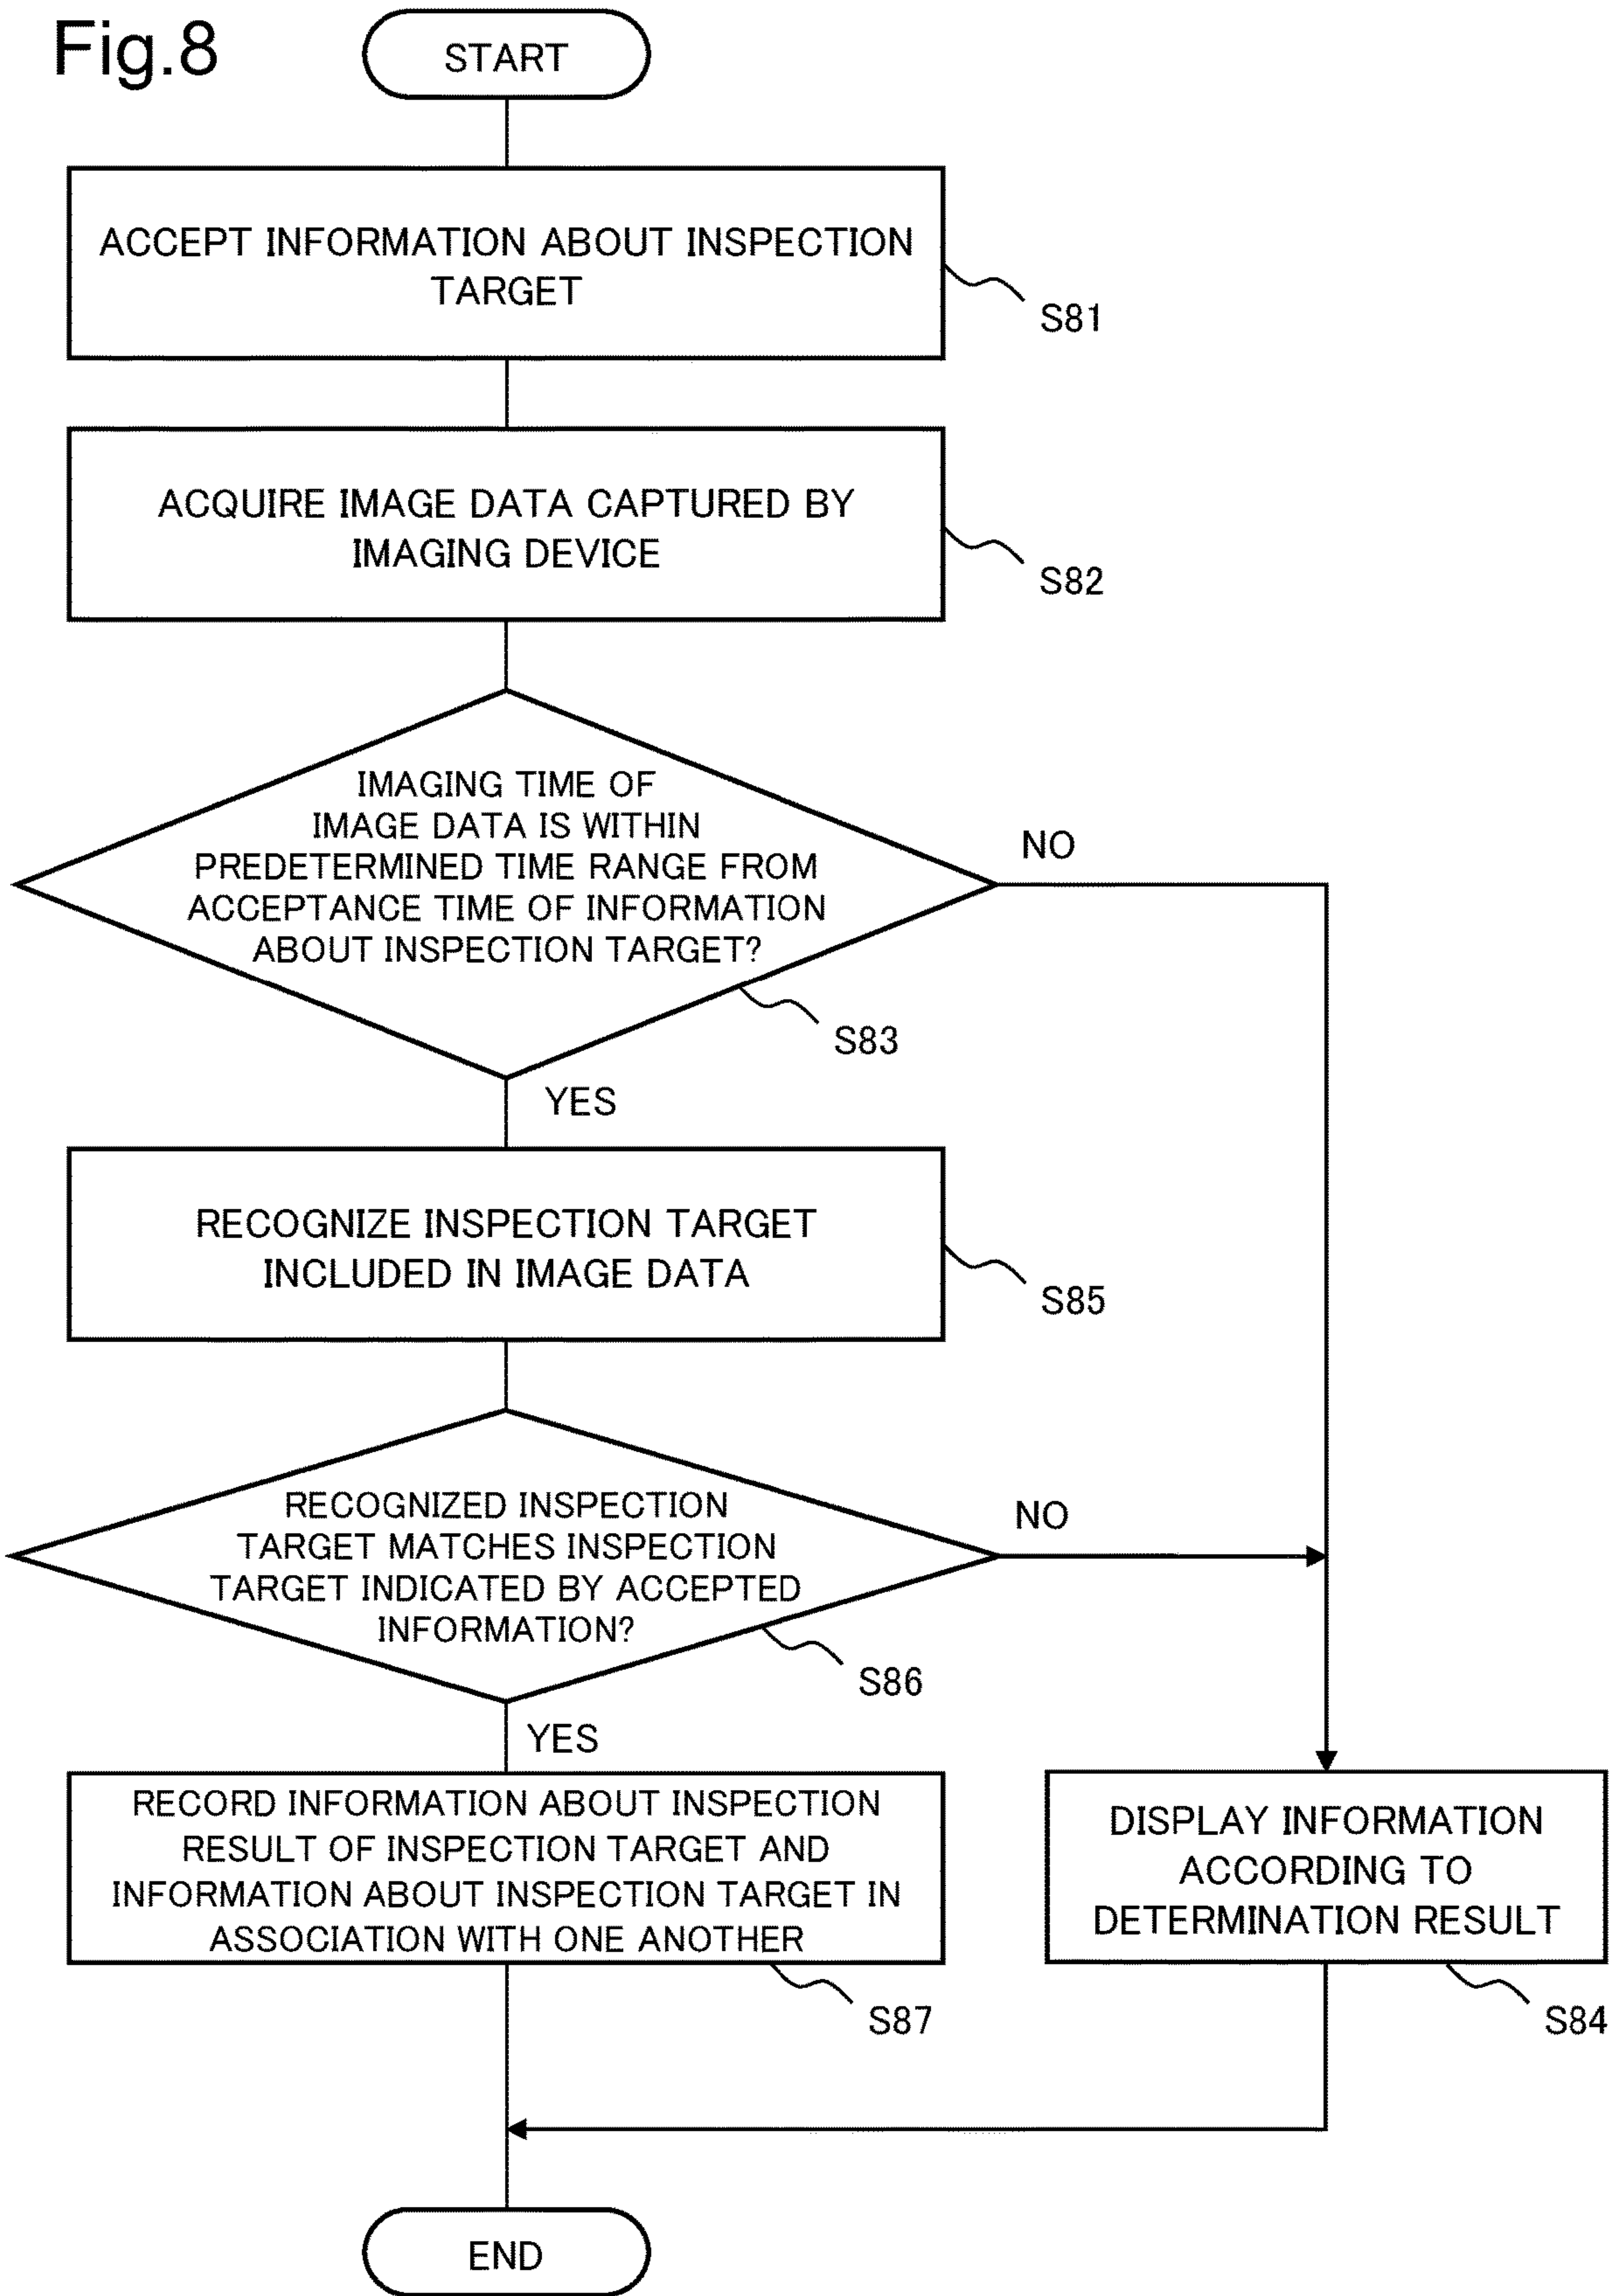 Fig.8
START
ACCEPT INFORMATION ABOUT INSPECTION
TARGET
S81
ACQUIRE IMAGE DATA CAPTURED BY
IMAGING DEVICE
S82
IMAGING TIME OF
IMAGE DATA IS WITHIN
PREDETERMINED TIME RANGE FROM
ACCEPTANCE TIME OF INFORMATION
ABOUT INSPECTION TARGET?
NO
S83
YES
RECOGNIZE INSPECTION TARGET
INCLUDED IN IMAGE DATA
S85
RECOGNIZED INSPECTION
TARGET MATCHES INSPECTION
TARGET INDICATED BY ACCEPTED
INFORMATION?
NO
S86
YES
RECORD INFORMATION ABOUT INSPECTION
RESULT OF INSPECTION TARGET AND
INFORMATION ABOUT INSPECTION TARGET IN
ASSOCIATION WITH ONE ANOTHER
S87
DISPLAY INFORMATION
ACCORDING TO
DETERMINATION RESULT
S84
END